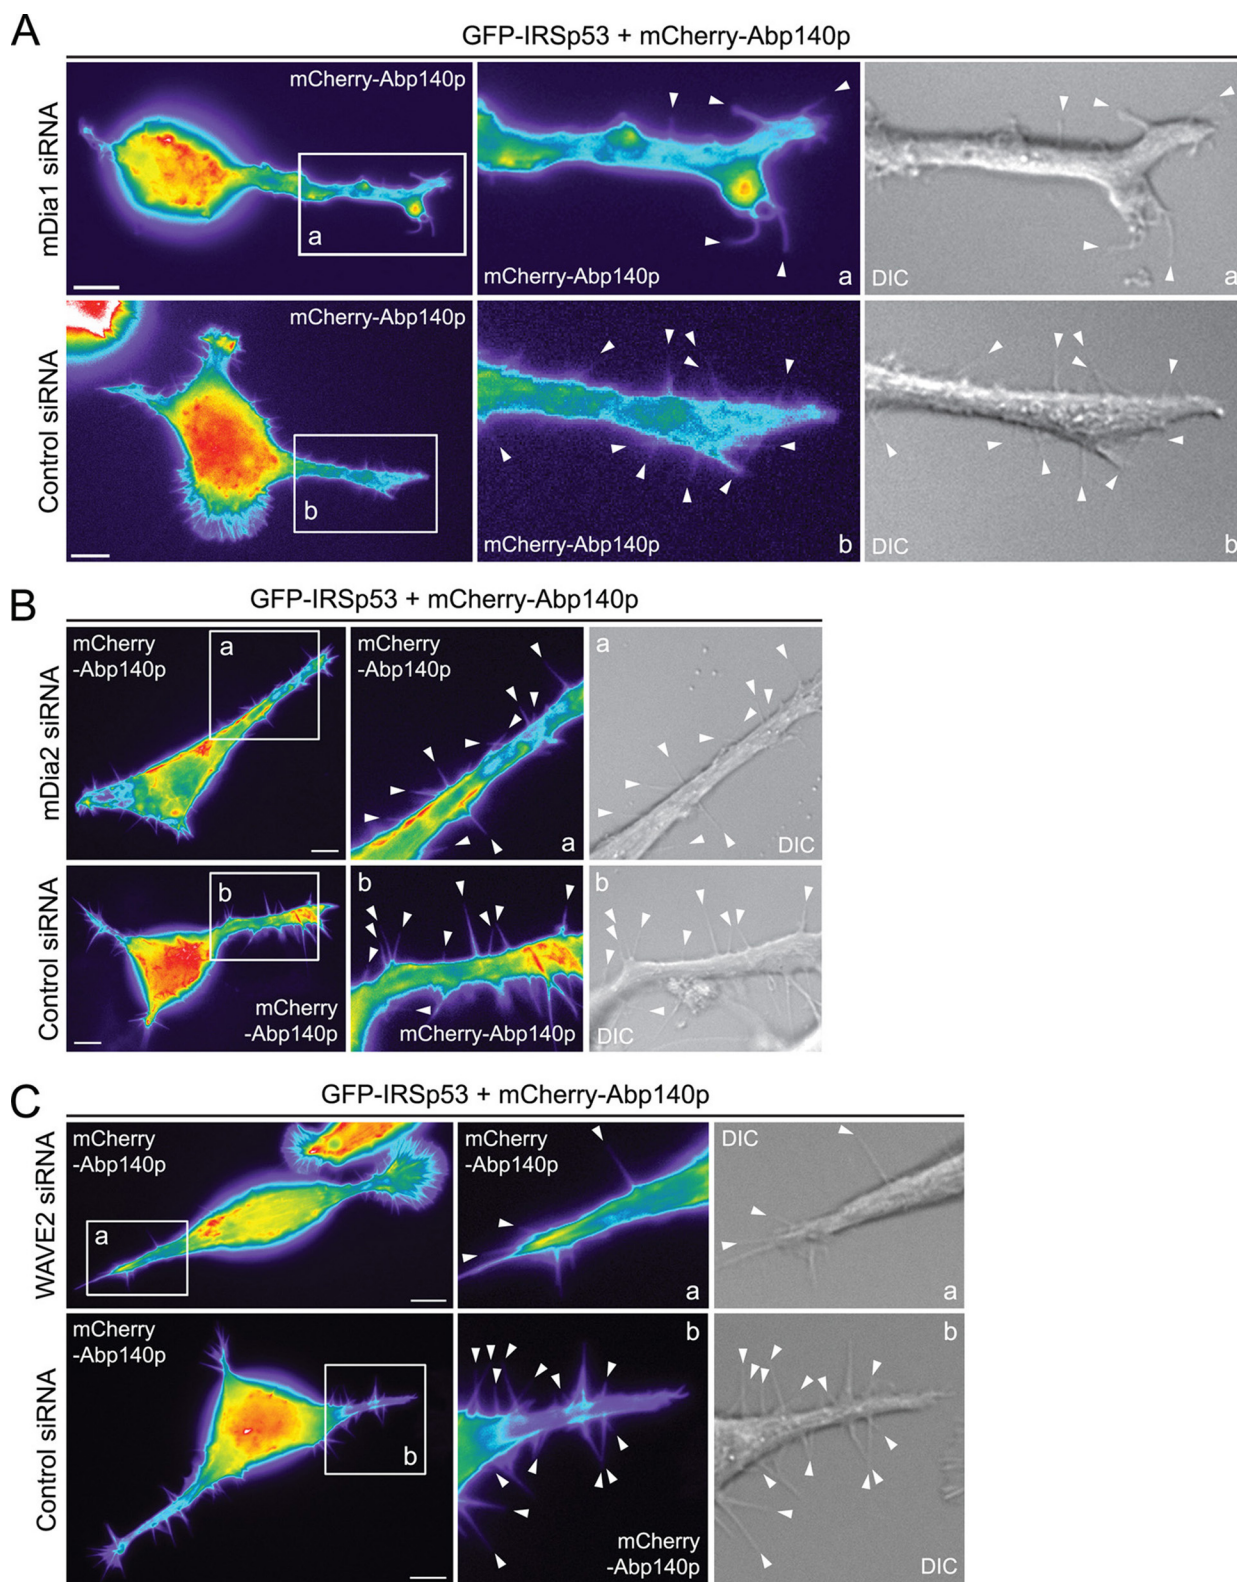 A
GFP-IRSp53 + mCherry-Abp140p
mDia1 siRNA
mCherry-Abp140p
a
mCherry-Abp140p
a
DIC
a
Control siRNA
mCherry-Abp140p
b
mCherry-Abp140p
b
DIC
b
B
GFP-IRSp53 + mCherry-Abp140p
mDia2 siRNA
mCherry
-Abp140p
a
mCherry
-Abp140p
a
a
DIC
Control siRNA
b
mCherry
-Abp140p
b
mCherry-Abp140p
b
DIC
C
GFP-IRSp53 + mCherry-Abp140p
WAVE2 siRNA
mCherry
-Abp140p
a
mCherry
-Abp140p
a
DIC
a
Control siRNA
mCherry
-Abp140p
b
b
mCherry
-Abp140p
b
DIC